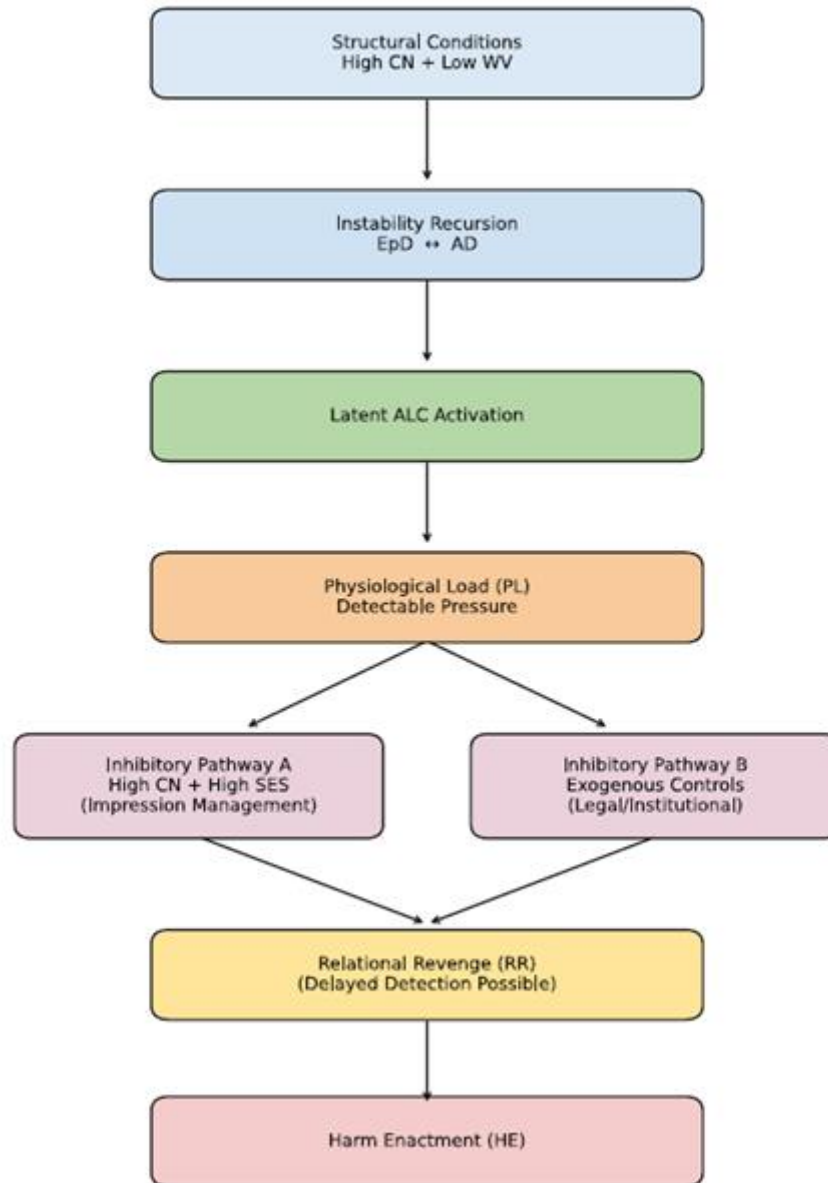 Structural Conditions
High CN + Low WV
Instability Recursion
EpD ↔ AD
Latent ALC Activation
Physiological Load (PL)
Detectable Pressure
Inhibitory Pathway A
High CN + High SES
(Impression Management)
Inhibitory Pathway B
Exogenous Controls
(Legal/Institutional)
Relational Revenge (RR)
(Delayed Detection Possible)
Harm Enactment (HE)